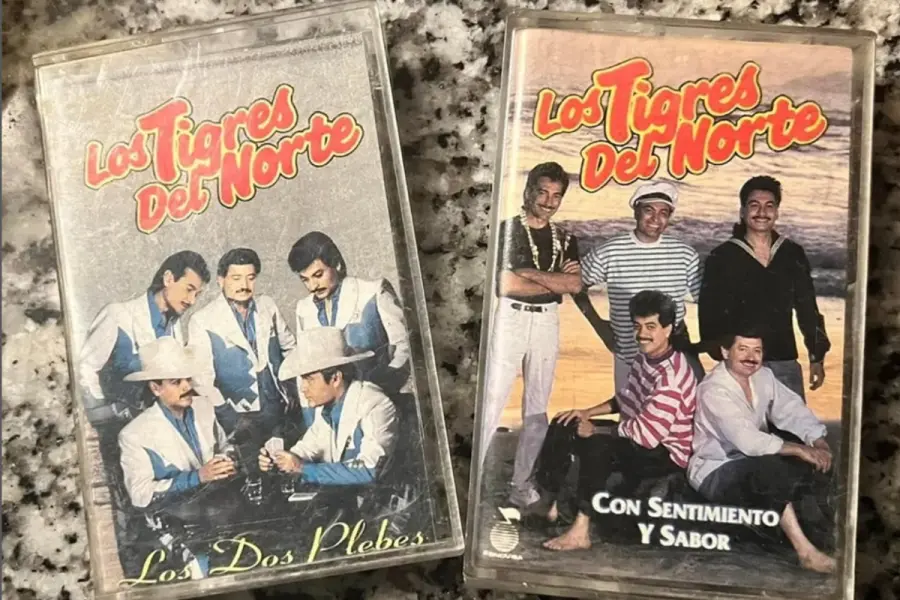 Los Tigres
Del Norte
Los Dos Plebes
Los Tigres
Del Norte
Con Sentimiento
Y Sabor